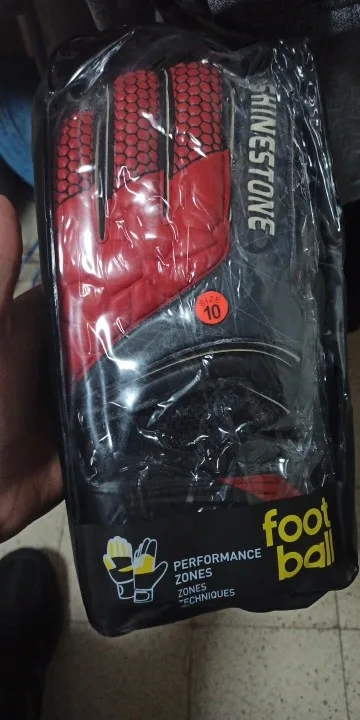 SHINESTONE
SIZE
10
foot
ball
PERFORMANCE
ZONES
ZONES
TECHNIQUES